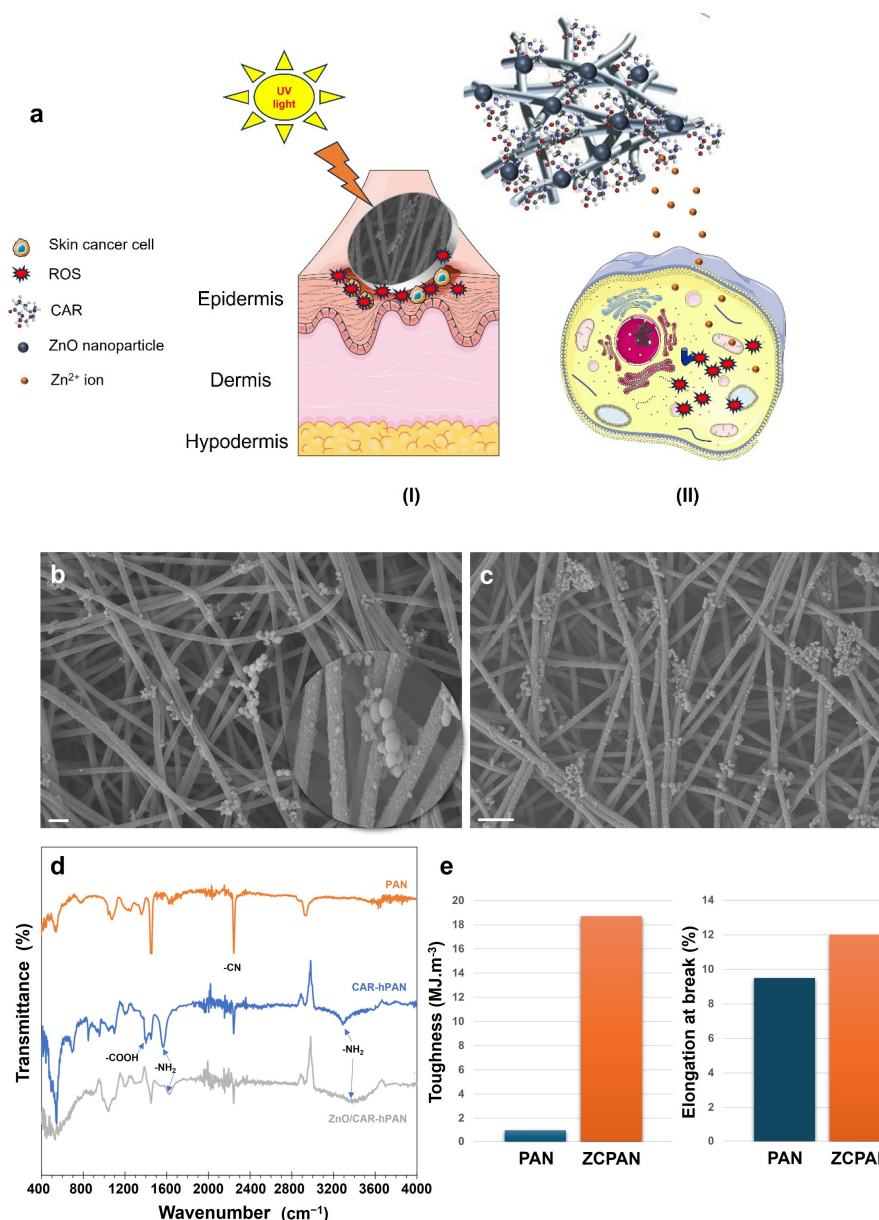 a
UV
light
Skin cancer cell
ROS
CAR
ZnO nanoparticle
Zn²⁺ ion
Epidermis
Dermis
Hypodermis
(I)
(II)
b
c
d
PAN
-CN
CAR-hPAN
-COOH
-NH₂
-NH₂
ZnO/CAR-hPAN
Transmittance (%)
400 1200 1600 2400 2800 3200 4000
Wavenumber (cm⁻¹)
e
Toughness (MJ.m⁻³)
20
18
16
14
12
10
8
6
4
2
0
PAN ZCPAN
Elongation at break (%)
14
12
10
8
6
4
2
0
PAN ZCPAN